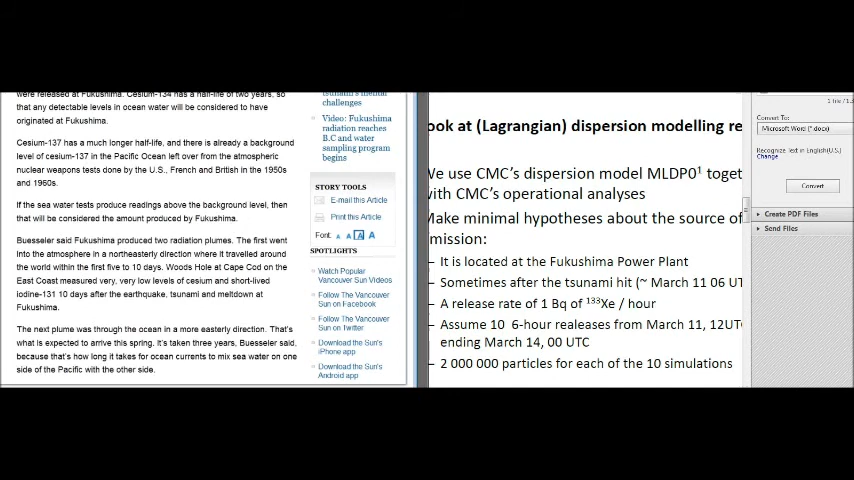 were released at Fukushima. Cesium-134 has a half-life of two years, so
that any detectable levels in ocean water will be considered to have
originated at Fukushima.
Cesium-137 has a much longer half-life, and there is already a background
level of cesium-137 in the Pacific Ocean left over from the atmospheric
nuclear weapons tests done by the U.S., French and British in the 1950s
and 1960s.
If the sea water tests produce readings above the background level, then
that will be considered the amount produced by Fukushima.
Buesseler said Fukushima produced two radiation plumes. The first went
into the atmosphere in a northeasterly direction where it travelled around
the world within the first five to 10 days. Woods Hole at Cape Cod on the
East Coast measured very, very low levels of cesium and short-lived
iodine-131 10 days after the earthquake, tsunami and meltdown at
Fukushima.
The next plume was through the ocean in a more easterly direction. That's
what is expected to arrive this spring. It's taken three years, Buesseler said,
because that's how long it takes for ocean currents to mix sea water on one
side of the Pacific with the other side.
tsunami's mental
challenges
Video: Fukushima
radiation reaches
B.C and water
sampling program
begins
STORY TOOLS
E-mail this Article
Print this Article
Font: A A A A
SPOTLIGHTS
Watch Popular
Vancouver Sun Videos
Follow The Vancouver
Sun on Facebook
Follow The Vancouver
Sun on Twitter
Download the Sun's
iPhone app
Download the Sun's
Android app
ook at (Lagrangian) dispersion modelling re
We use CMC's dispersion model MLDP0¹ toget
with CMC's operational analyses
Make minimal hypotheses about the source of
mission:
– It is located at the Fukushima Power Plant
– Sometimes after the tsunami hit (~ March 11 06 UT
– A release rate of 1 Bq of ¹³³Xe / hour
– Assume 10 6-hour realeases from March 11, 12UT
ending March 14, 00 UTC
– 2 000 000 particles for each of the 10 simulations
Convert To:
Microsoft Word (*.docx)
Recognize Text in English(U.S.)
Change
Convert
Create PDF Files
Send Files